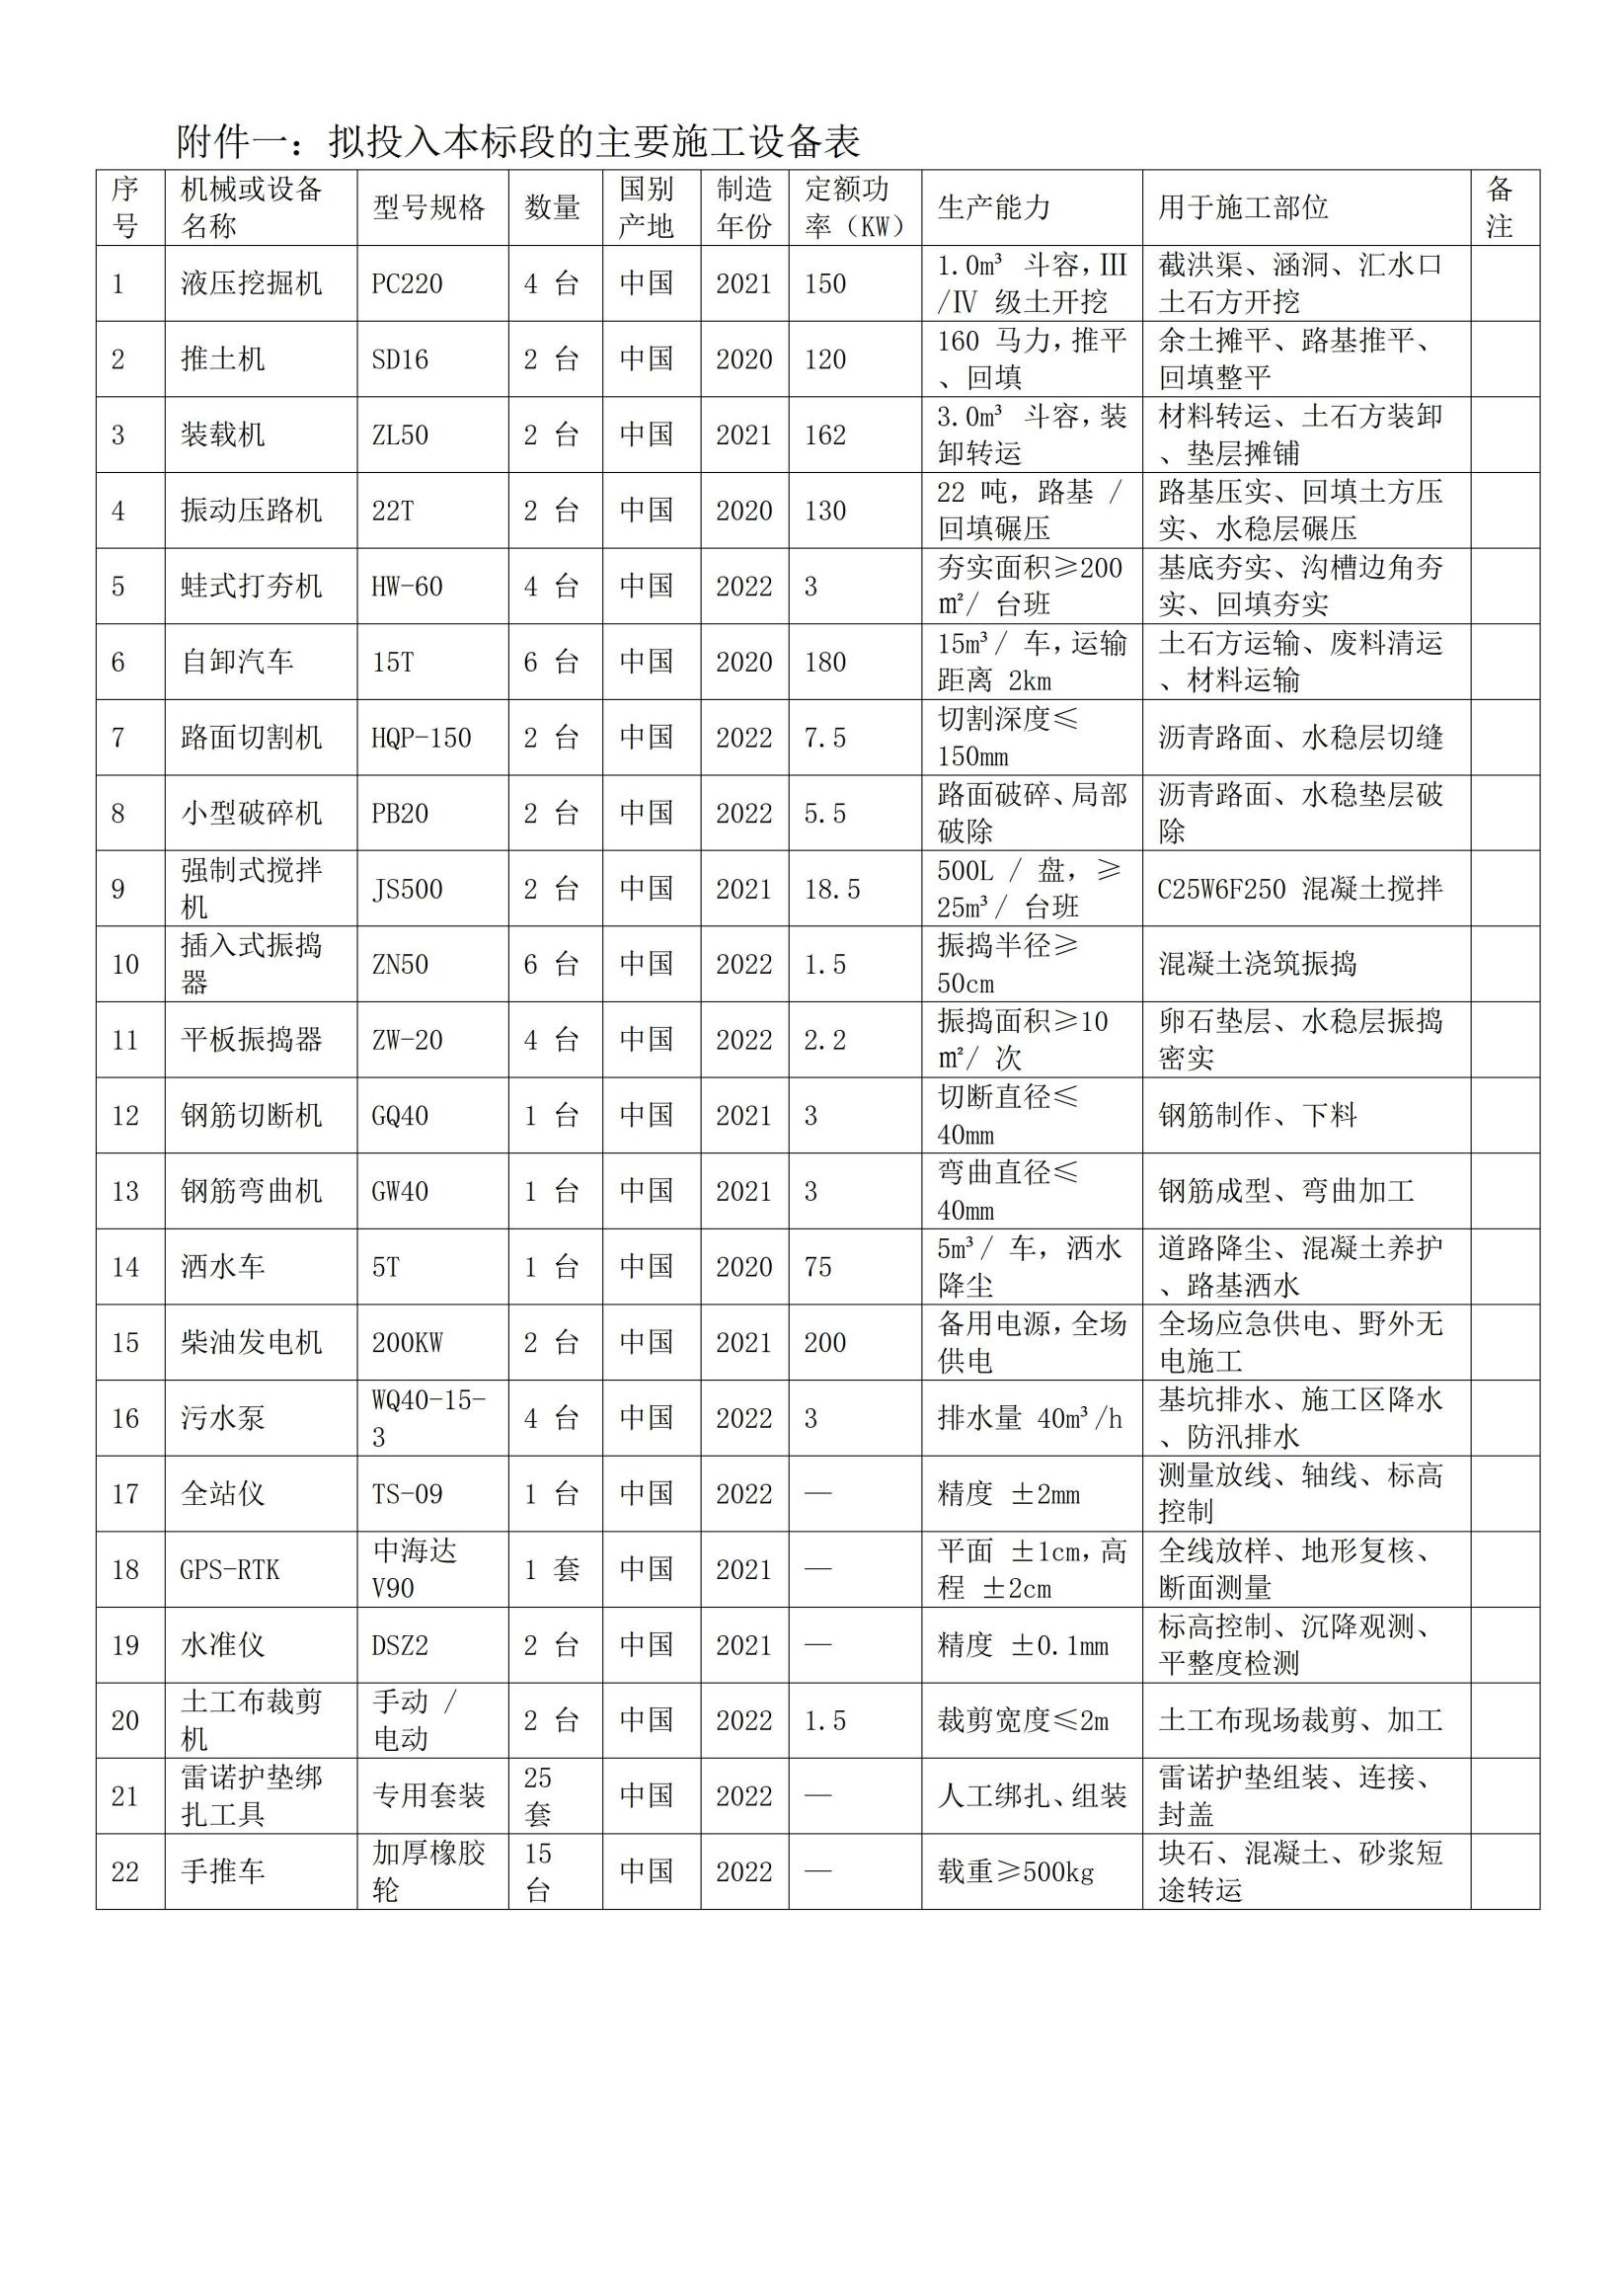 附件一：拟投入本标段的主要施工设备表
序号 机械或设备名称 型号规格 数量 国别产地 制造年份 定额功率（KW） 生产能力 用于施工部位 备注
1 液压挖掘机 PC220 4 台 中国 2021 150 1.0m³ 斗容，Ⅲ/Ⅳ 级土开挖 截洪渠、涵洞、汇水口土石方开挖
2 推土机 SD16 2 台 中国 2020 120 160 马力，推平、回填 余土摊平、路基推平、回填整平
3 装载机 ZL50 2 台 中国 2021 162 3.0m³ 斗容，装卸转运 材料转运、土石方装卸、垫层摊铺
4 振动压路机 22T 2 台 中国 2020 130 22 吨，路基 / 回填碾压 路基压实、回填土方压实、水稳层碾压
5 蛙式打夯机 HW-60 4 台 中国 2022 3 夯实面积≥200㎡/ 台班 基底夯实、沟槽边角夯实、回填夯实
6 自卸汽车 15T 6 台 中国 2020 180 15m³/ 车，运输距离 2km 土石方运输、废料清运、材料运输
7 路面切割机 HQP-150 2 台 中国 2022 7.5 切割深度≤150mm 沥青路面、水稳层切缝
8 小型破碎机 PB20 2 台 中国 2022 5.5 路面破碎、局部破除 沥青路面、水稳垫层破除
9 强制式搅拌机 JS500 2 台 中国 2021 18.5 500L / 盘，≥25m³/ 台班 C25W6F250 混凝土搅拌
10 插入式振捣器 ZN50 6 台 中国 2022 1.5 振捣半径≥50cm 混凝土浇筑振捣
11 平板振捣器 ZW-20 4 台 中国 2022 2.2 振捣面积≥10㎡/ 次 卵石垫层、水稳层振捣密实
12 钢筋切断机 GQ40 1 台 中国 2021 3 切断直径≤40mm 钢筋制作、下料
13 钢筋弯曲机 GW40 1 台 中国 2021 3 弯曲直径≤40mm 钢筋成型、弯曲加工
14 洒水车 5T 1 台 中国 2020 75 5m³/ 车，洒水降尘 道路降尘、混凝土养护、路基洒水
15 柴油发电机 200KW 2 台 中国 2021 200 备用电源，全场供电 全场应急供电、野外无电施工
16 污水泵 WQ40-15-3 4 台 中国 2022 3 排水量 40m³/h 基坑排水、施工区降水、防汛排水
17 全站仪 TS-09 1 台 中国 2022 — 精度 ±2mm 测量放线、轴线、标高控制
18 GPS-RTK 中海达 V90 1 套 中国 2021 — 平面 ±1cm，高程 ±2cm 全线放样、地形复核、断面测量
19 水准仪 DSZ2 2 台 中国 2021 — 精度 ±0.1mm 标高控制、沉降观测、平整度检测
20 土工布裁剪机 手动 / 电动 2 台 中国 2022 1.5 裁剪宽度≤2m 土工布现场裁剪、加工
21 雷诺护垫绑扎工具 专用套装 25 套 中国 2022 — 人工绑扎、组装 雷诺护垫组装、连接、封盖
22 手推车 加厚橡胶轮 15 台 中国 2022 — 载重≥500kg 块石、混凝土、砂浆短途转运